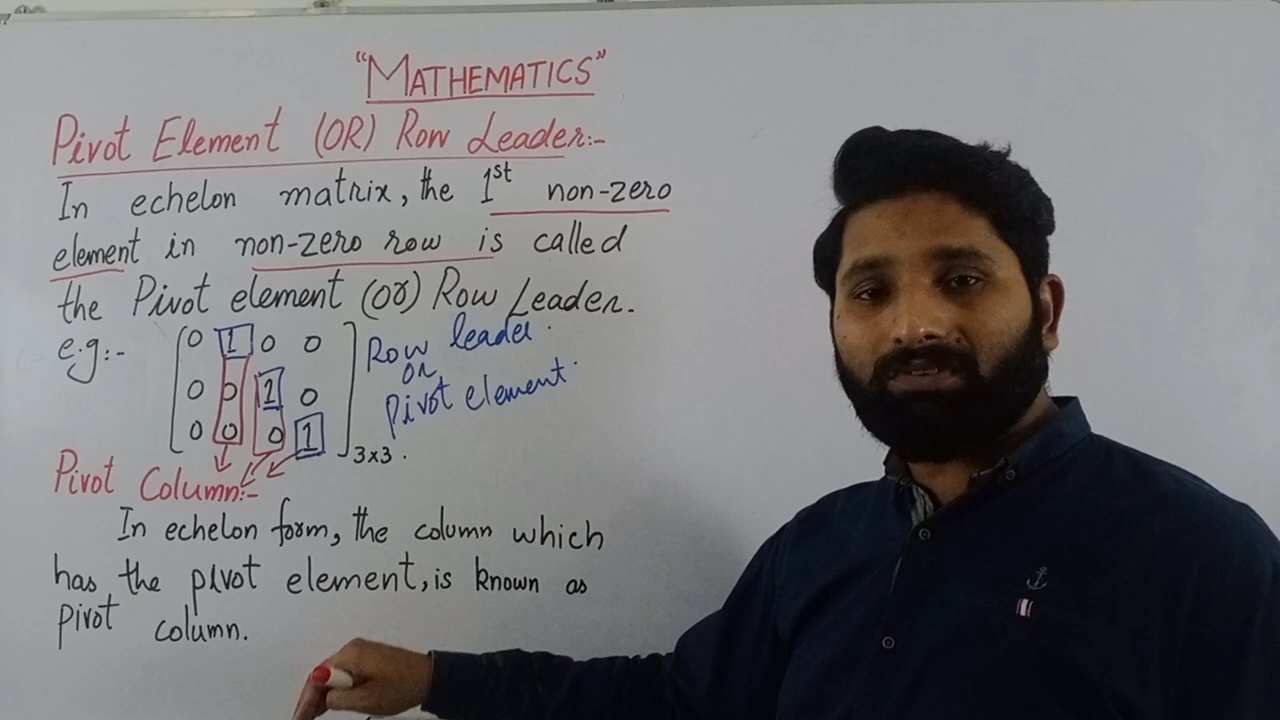 “MATHEMATICS”
Pivot Element (OR) Row Leader:-
In echelon matrix, the 1st non-zero
element in non-zero row is called
the Pivot element (or) Row Leader.
e.g:-
0 1 0 0
0 0 1 0
0 0 0 1
3x3.
Row leader.
OR
Pivot element.
Pivot Column:-
In echelon form, the column which
has the pivot element, is known as
pivot column.